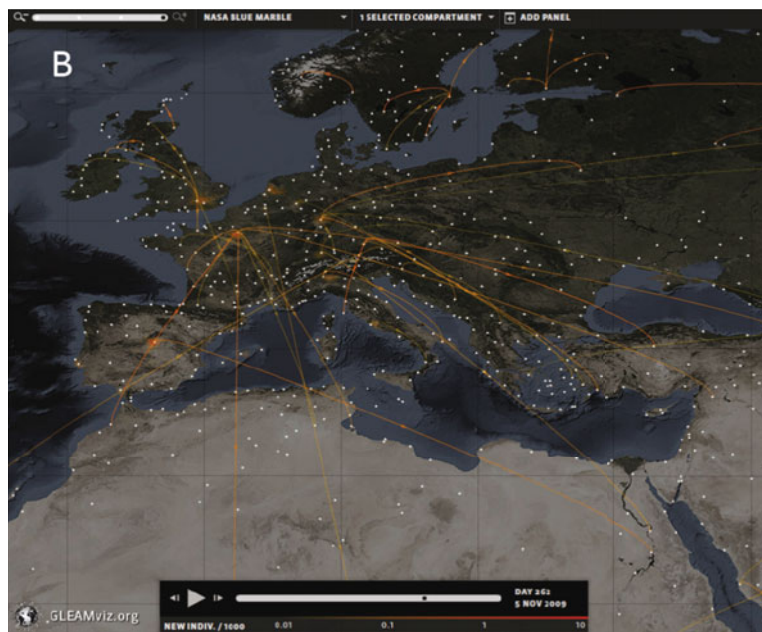 NASA BLUE MARBLE 1 SELECTED COMPARTMENT ADD PANEL
B
DAY 262
5 NOV 2009
NEW INDIV. / 1000 0.01 0.1 1 10
GLEAMviz.org